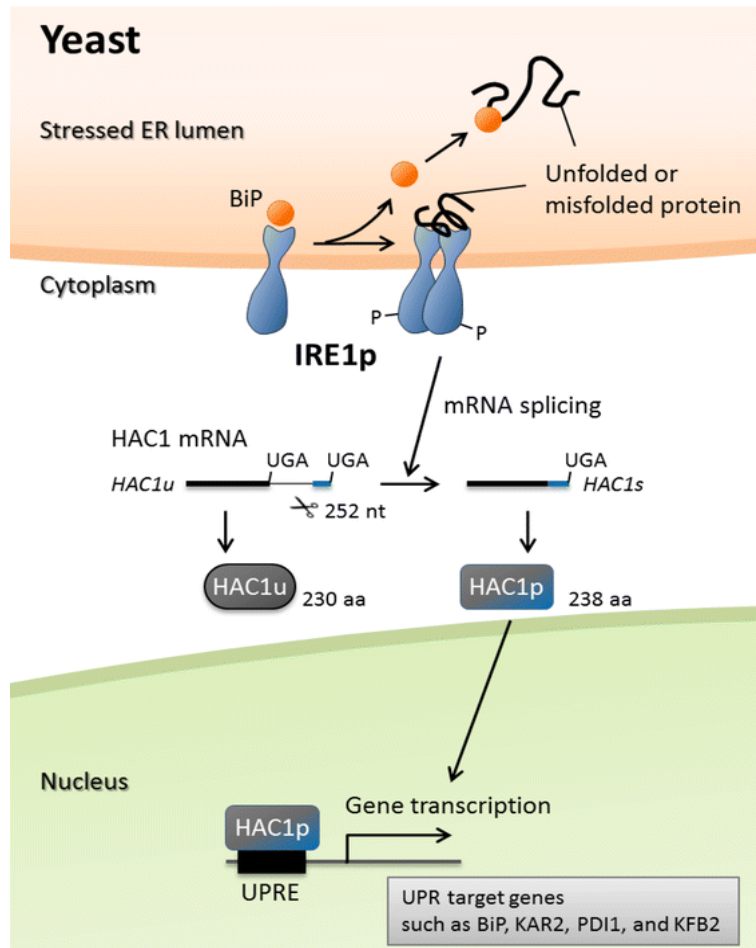 Yeast
Stressed ER lumen
BiP
Unfolded or
misfolded protein
Cytoplasm
P
P
IRE1p
mRNA splicing
HAC1 mRNA
UGA
UGA
UGA
HAC1u
HAC1s
252 nt
HAC1u
230 aa
HAC1p
238 aa
Nucleus
Gene transcription
HAC1p
UPRE
UPR target genes
such as BiP, KAR2, PDI1, and KFB2